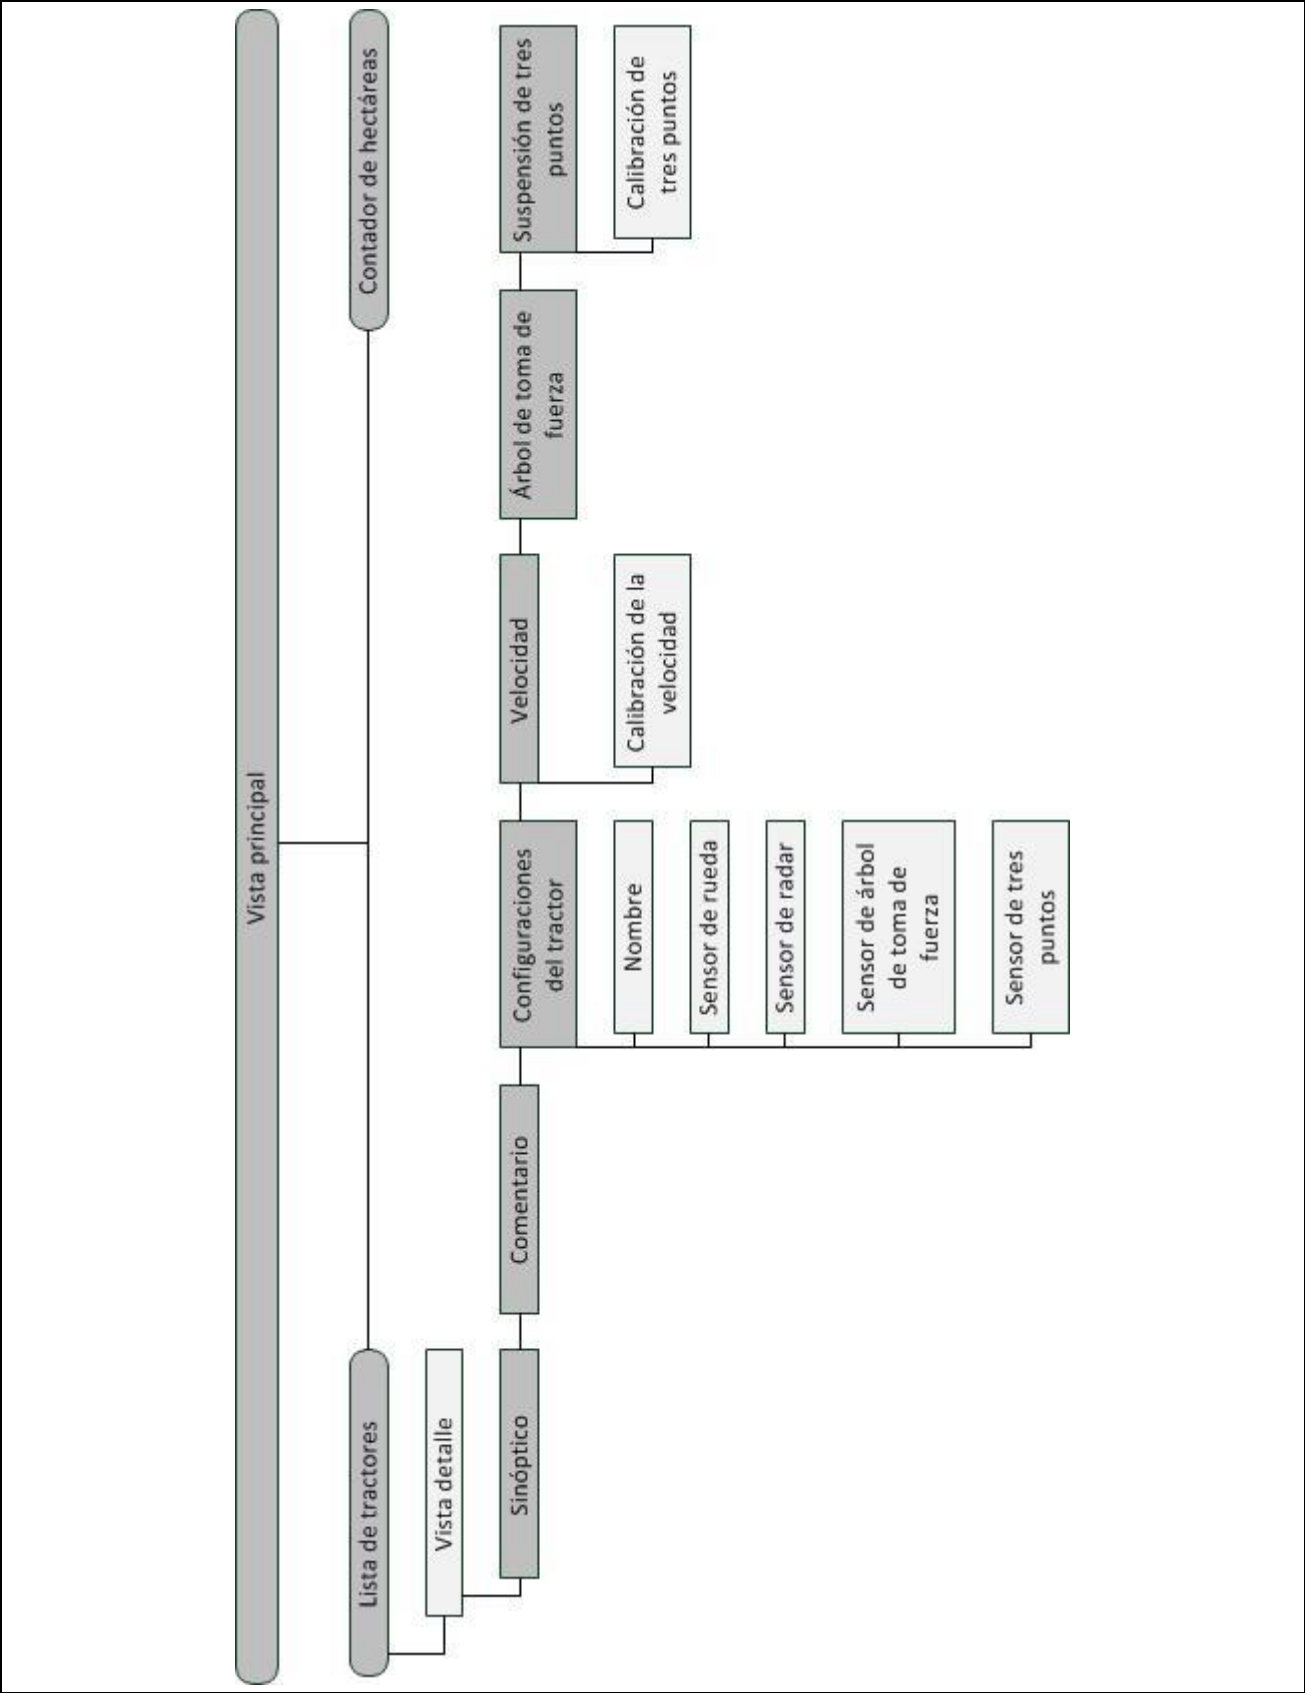 Vista principal
Lista de tractores
Contador de hectáreas
Vista detalle
Sinóptico
Comentario
Configuraciones
del tractor
Velocidad
Árbol de toma de
fuerza
Suspensión de tres
puntos
Nombre
Sensor de rueda
Sensor de radar
Sensor de árbol
de toma de
fuerza
Sensor de tres
puntos
Calibración de la
velocidad
Calibración de
tres puntos